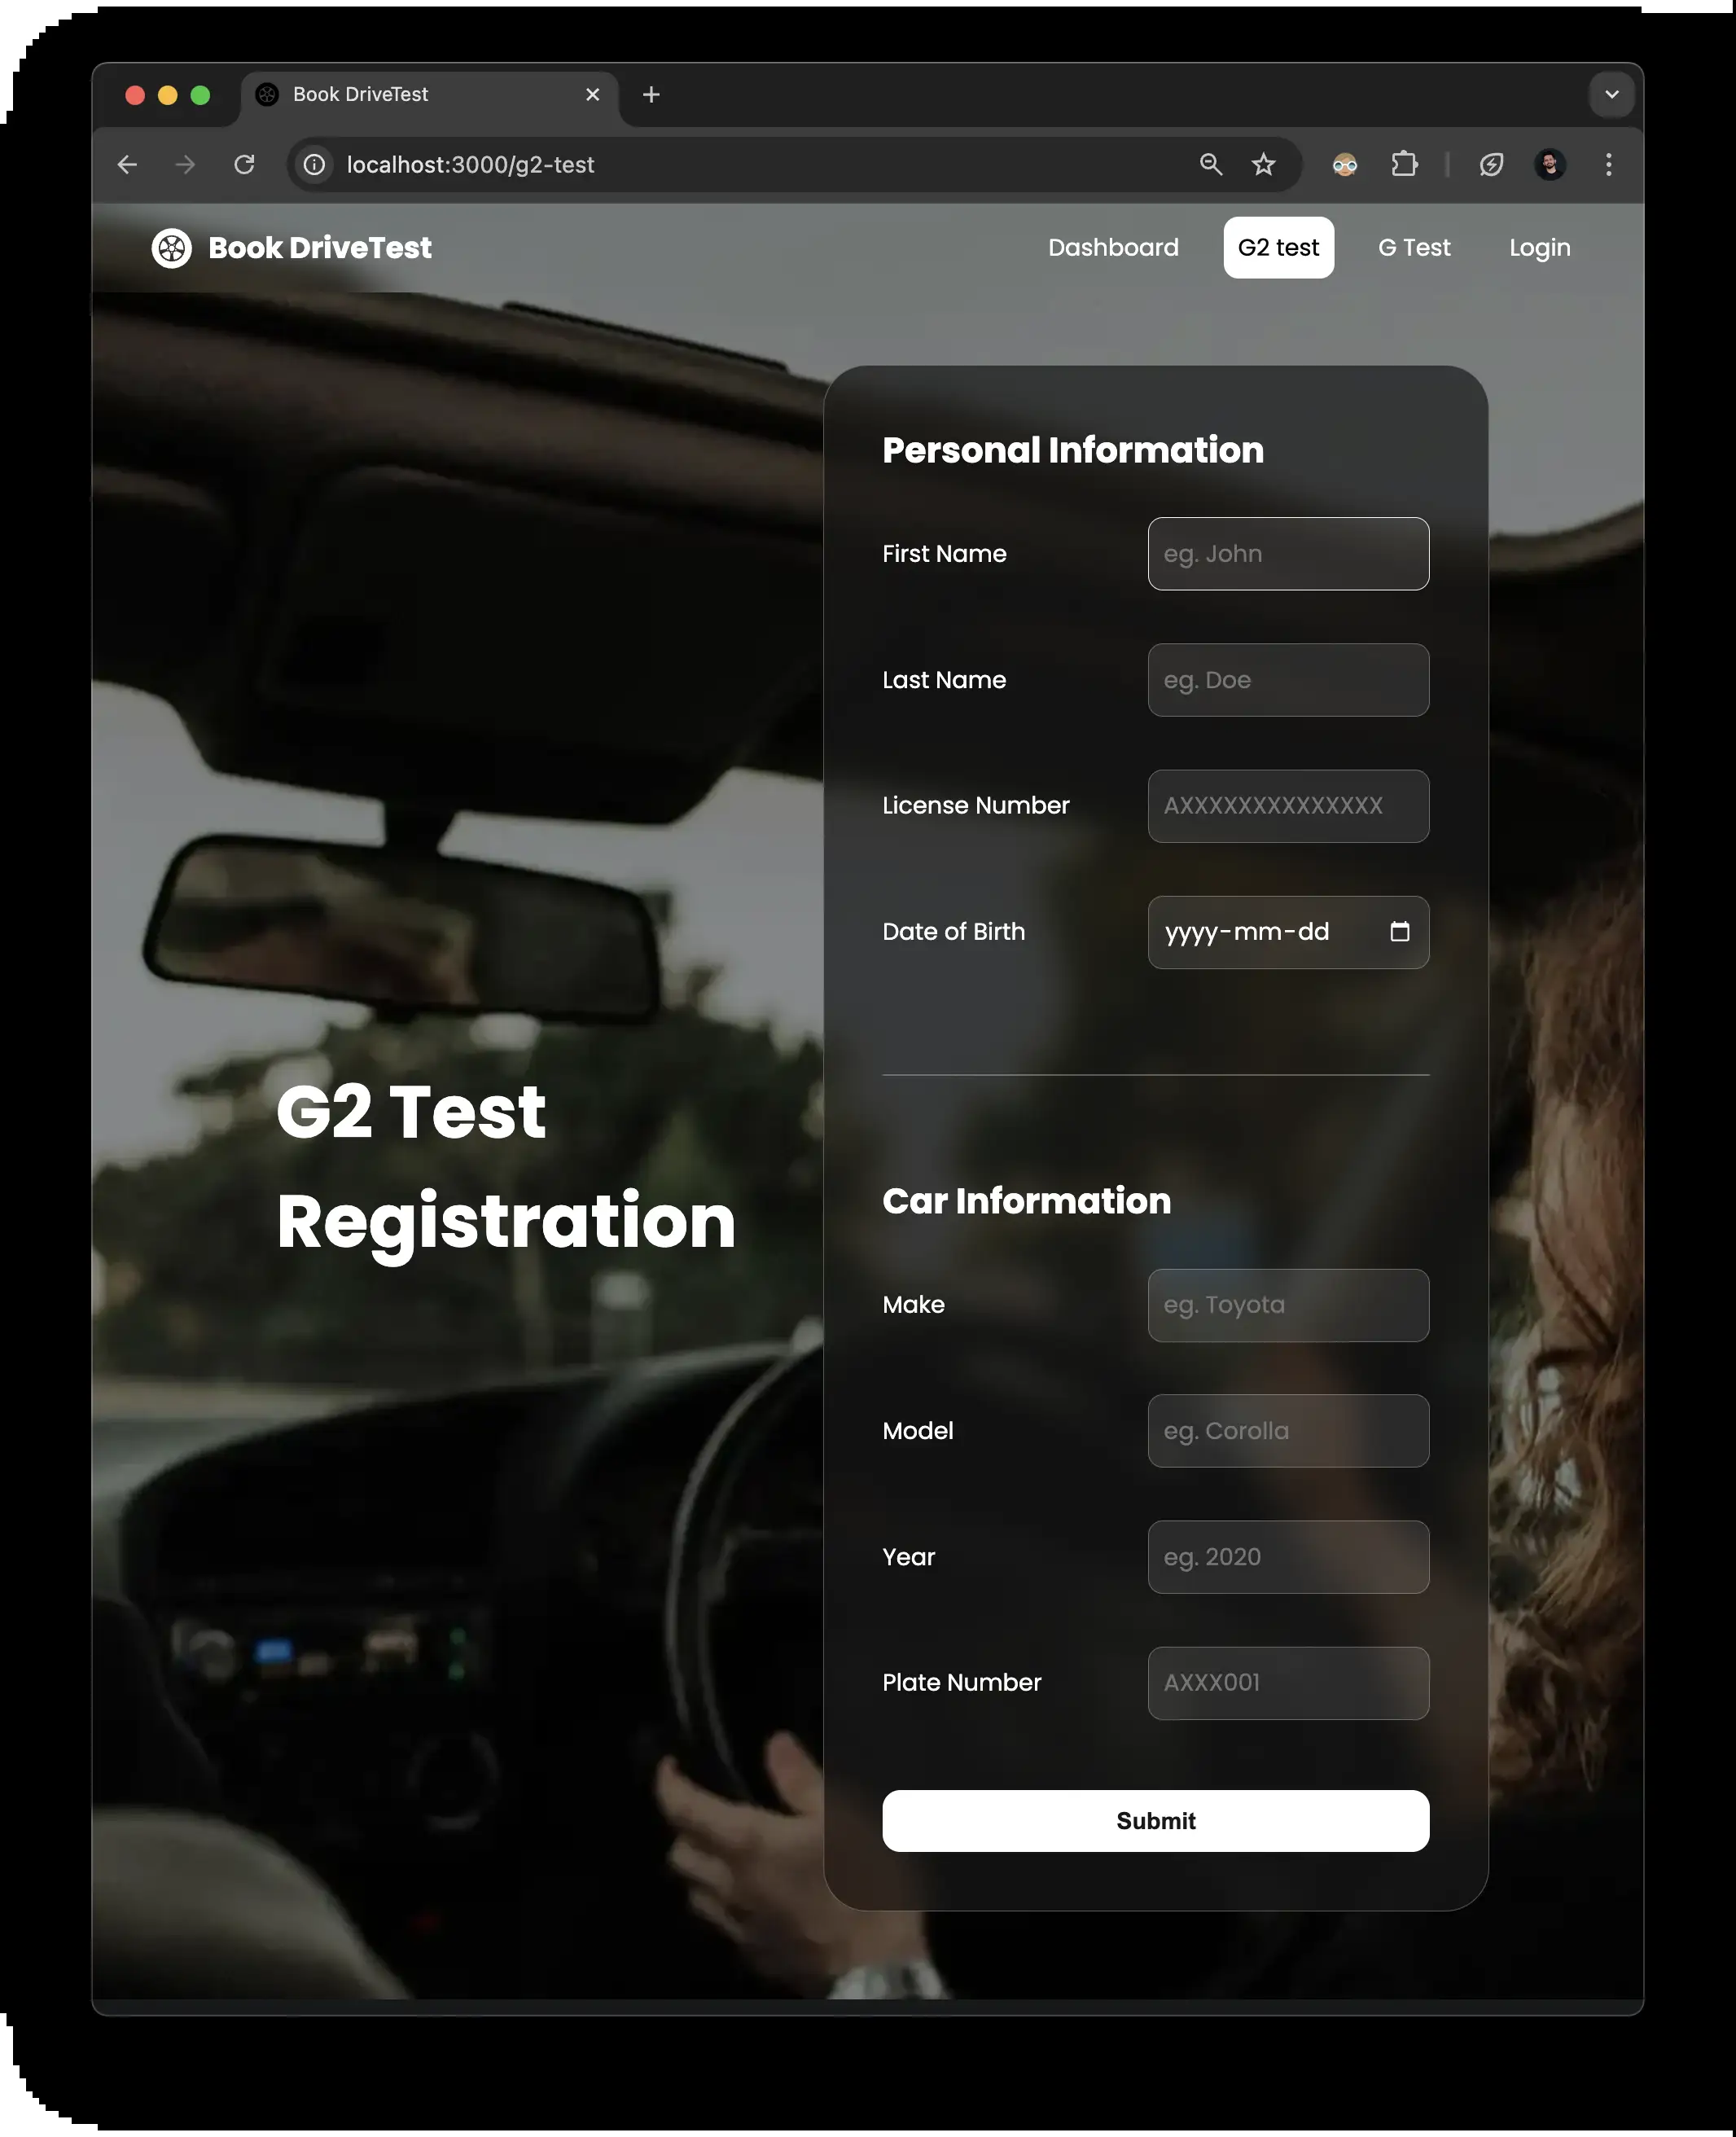 Book DriveTest
localhost:3000/g2-test
Book DriveTest
Dashboard
G2 test
G Test
Login
G2 Test
Registration
Personal Information
First Name
eg. John
Last Name
eg. Doe
License Number
AXXXXXXXXXXXXXX
Date of Birth
yyyy-mm-dd
Car Information
Make
eg. Toyota
Model
eg. Corolla
Year
eg. 2020
Plate Number
AXXX001
Submit